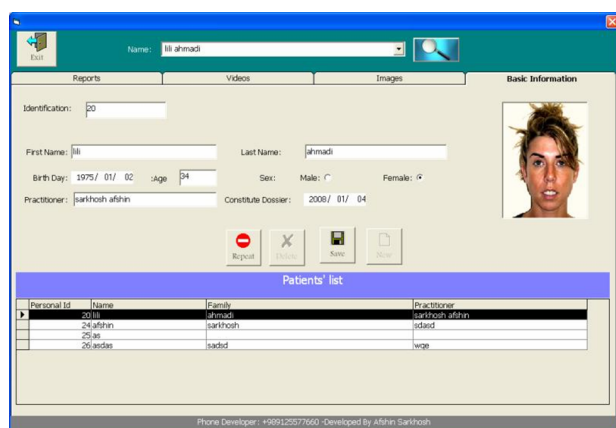 Exit
Name: lili ahmadi
Reports Videos Images Basic Information
Identification: 20
First Name: lili Last Name: ahmadi
Birth Day: 1975/ 01/ 02 :Age 34 Sex: Male: Female:
Practitioner: sarkhosh afshin Constitute Dossier: 2008/ 01/ 04
Repeat Delete Save New
Patients' list
Personal Id Name Family Practitioner
20 lili ahmadi sarkhosh afshin
24 afshin sarkhosh sdasd
25 as
26 asdas sadsd wqe
Phone Developer: +989125577660 -Developed By Afshin Sarkhosh